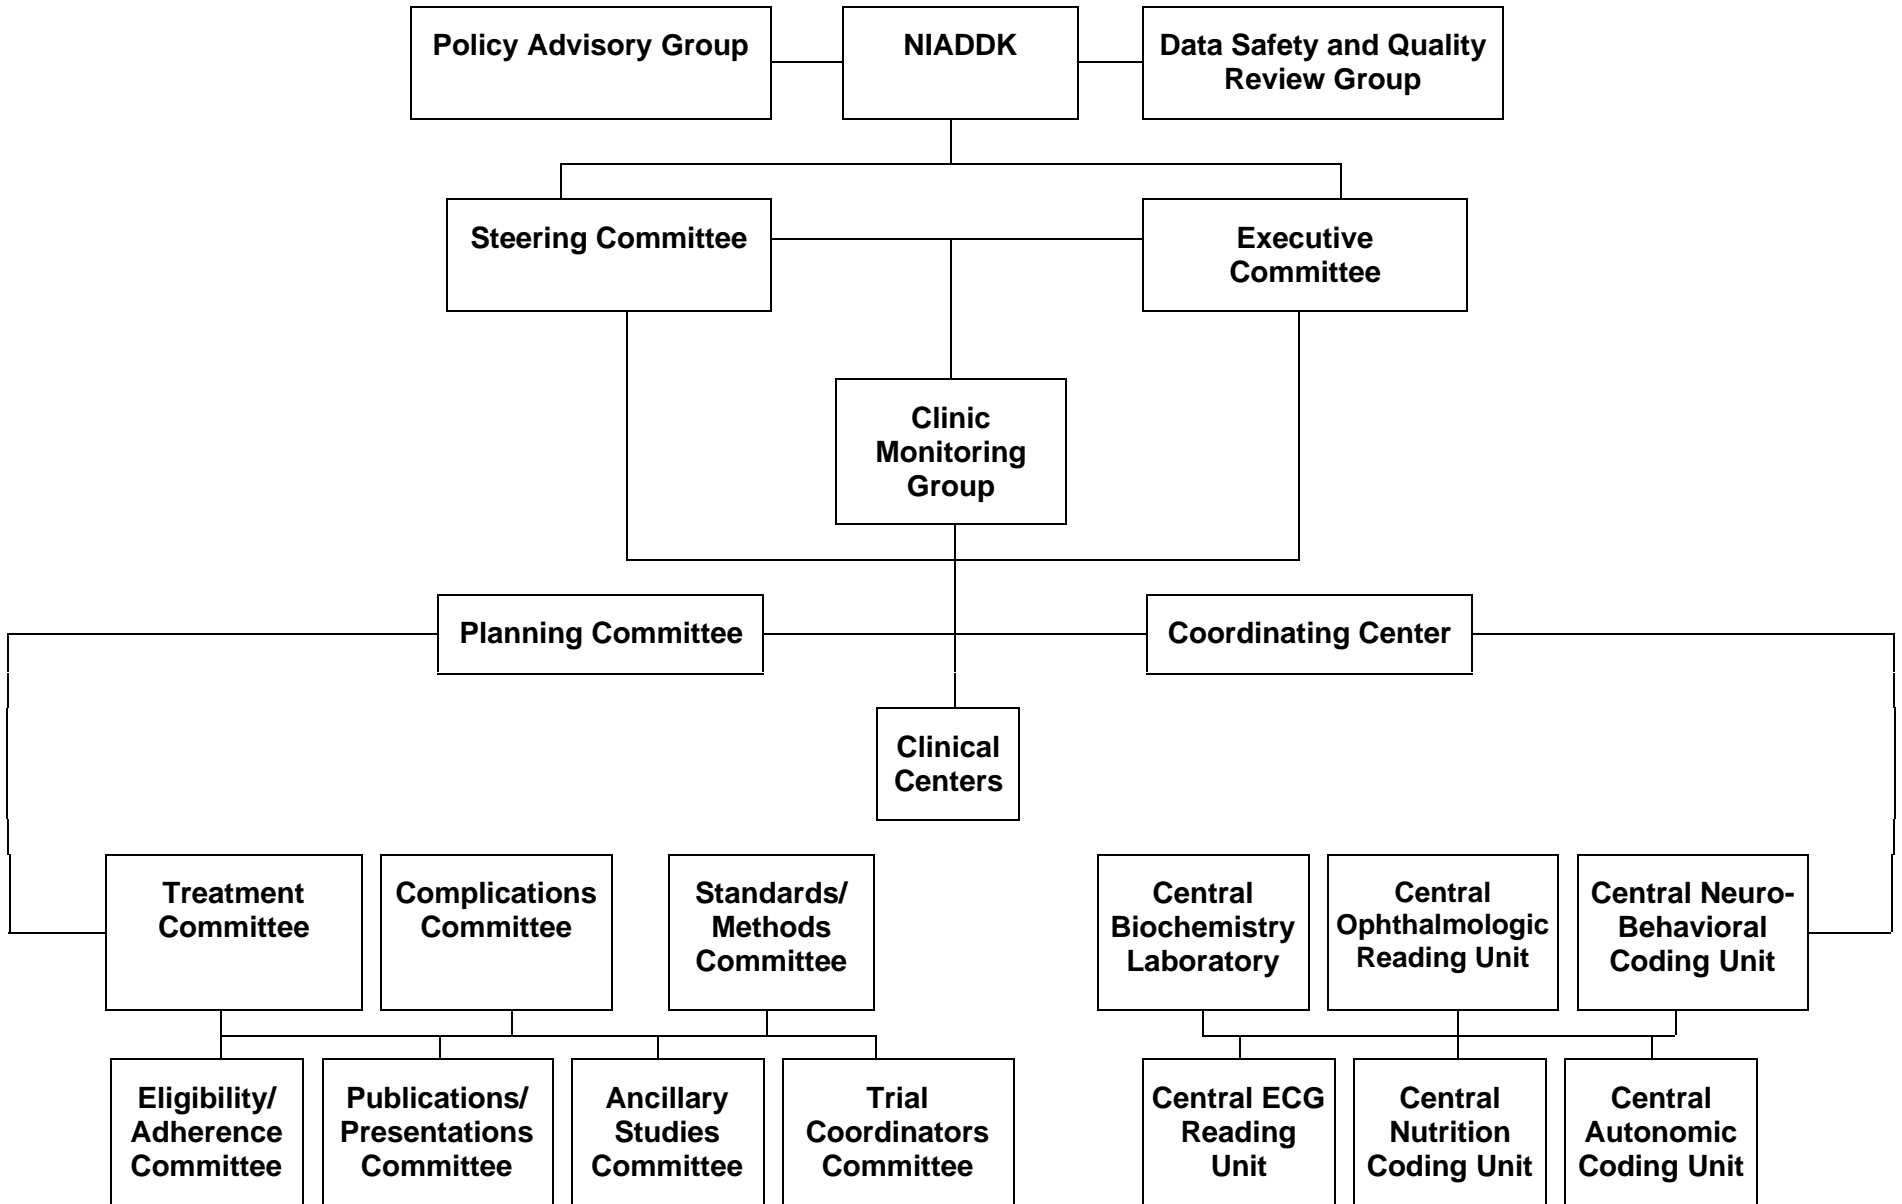 Policy Advisory Group
NIADDK
Data Safety and Quality
Review Group
Steering Committee
Executive
Committee
Clinic
Monitoring
Group
Planning Committee
Coordinating Center
Clinical
Centers
Treatment
Committee
Complications
Committee
Standards/
Methods
Committee
Central
Biochemistry
Laboratory
Central
Ophthalmologic
Reading Unit
Central Neuro-
Behavioral
Coding Unit
Eligibility/
Adherence
Committee
Publications/
Presentations
Committee
Ancillary
Studies
Committee
Trial
Coordinators
Committee
Central ECG
Reading
Unit
Central
Nutrition
Coding Unit
Central
Autonomic
Coding Unit